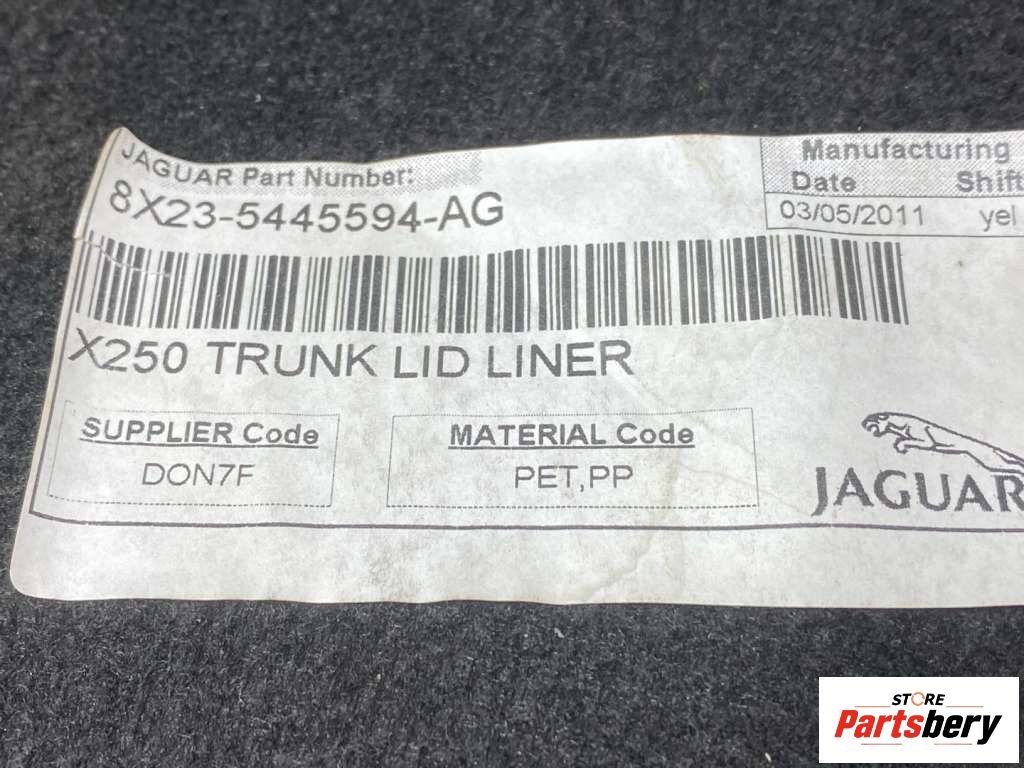 JAGUAR Part Number:
8X23-5445594-AG
Manufacturing
Date Shift
03/05/2011 yel
X250 TRUNK LID LINER
SUPPLIER Code
DON7F
MATERIAL Code
PET,PP
JAGUAR
STORE
Partsbery